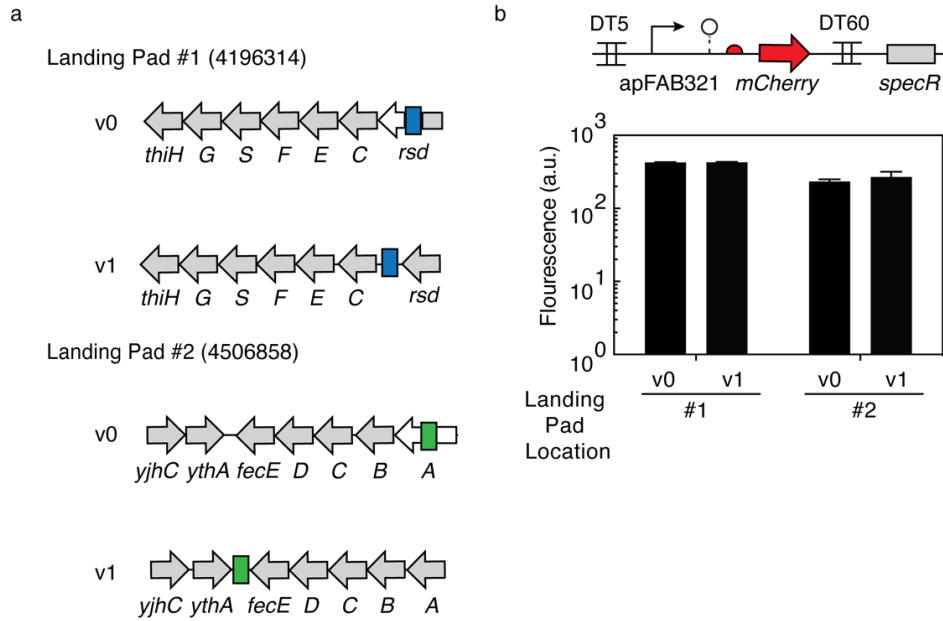 a
Landing Pad #1 (4196314)
v0
thiH G S F E C rsd
v1
thiH G S F E C rsd
Landing Pad #2 (4506858)
v0
yjhC ythA fecE D C B A
v1
yjhC ythA fecE D C B A
b
DT5 DT60
apFAB321 mCherry specR
Flourescence (a.u.)
10^3
10^2
10^1
10^0
v0 v1 v0 v1
#1 #2
Landing
Pad
Location